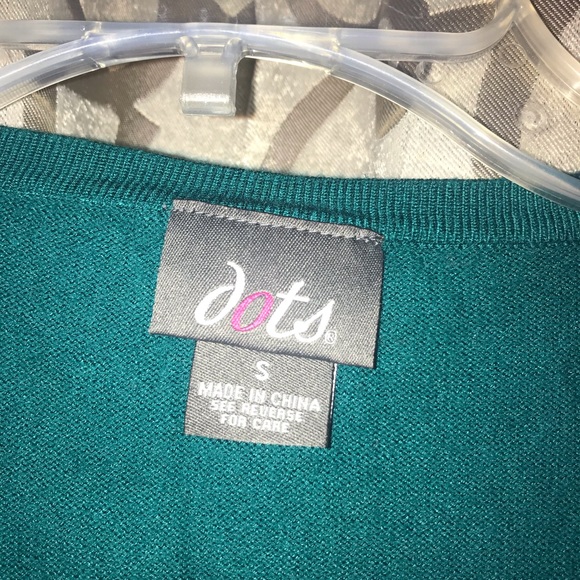 dots®
S
MADE IN CHINA
SEE REVERSE
FOR CARE